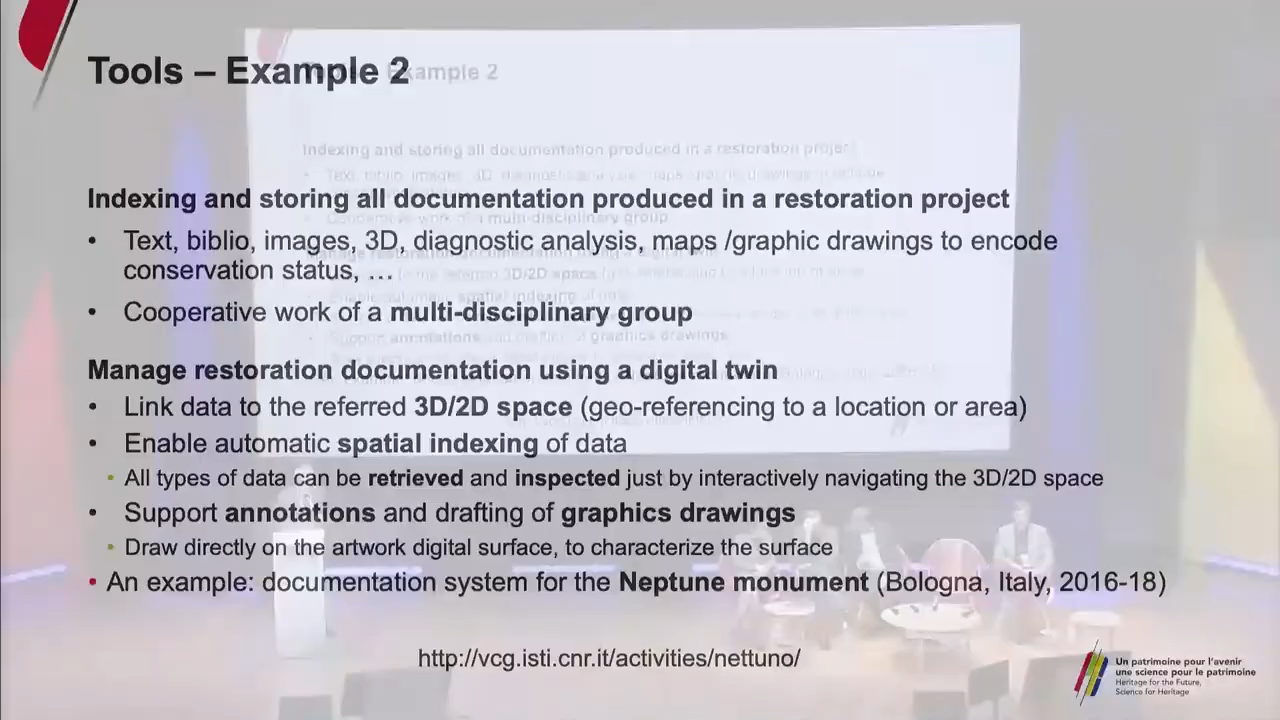 Tools – Example 2
Indexing and storing all documentation produced in a restoration project
• Text, biblio, images, 3D, diagnostic analysis, maps /graphic drawings to encode
conservation status, …
• Cooperative work of a multi-disciplinary group
Manage restoration documentation using a digital twin
• Link data to the referred 3D/2D space (geo-referencing to a location or area)
• Enable automatic spatial indexing of data
• All types of data can be retrieved and inspected just by interactively navigating the 3D/2D space
• Support annotations and drafting of graphics drawings
• Draw directly on the artwork digital surface, to characterize the surface
• An example: documentation system for the Neptune monument (Bologna, Italy, 2016-18)
http://vcg.isti.cnr.it/activities/nettuno/
Un patrimoine pour l'avenir
une science pour le patrimoine
Heritage for the Future,
Science for Heritage